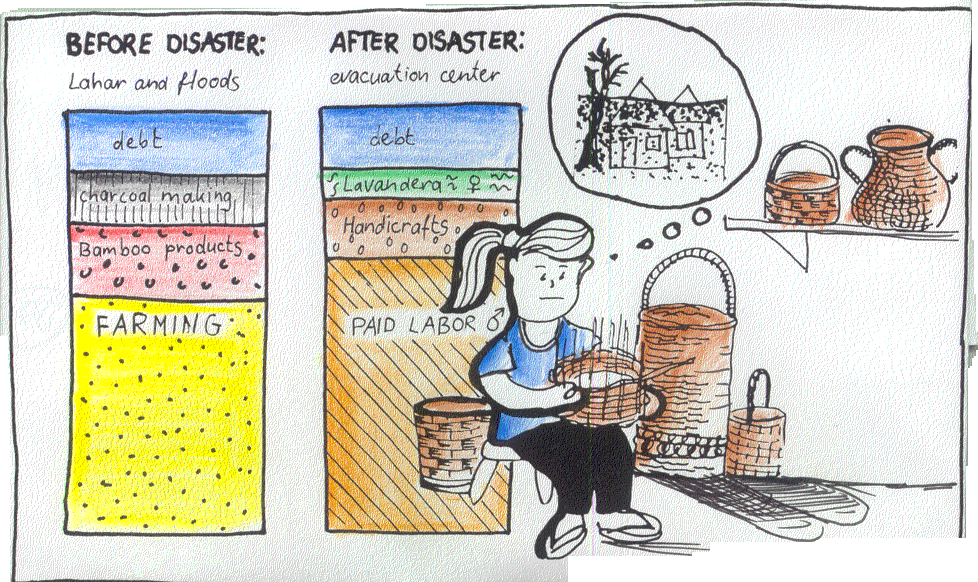 BEFORE DISASTER:
Lahar and floods
debt
charcoal making
Bamboo products
FARMING
AFTER DISASTER:
evacuation center
debt
Lavandera ♀
Handicrafts
PAID LABOR ♂